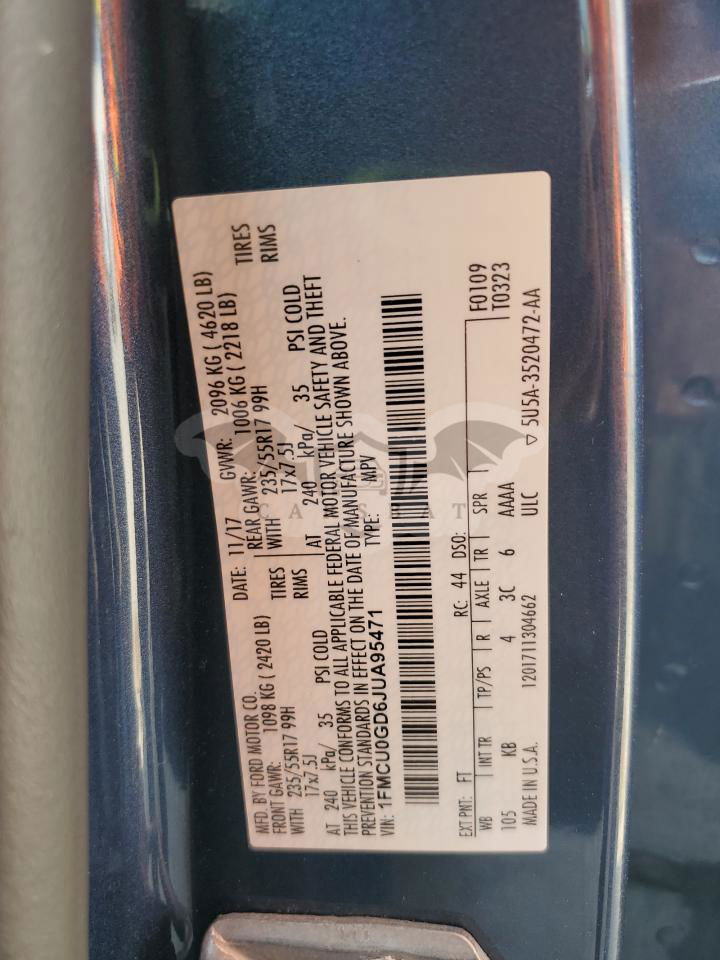 MFD. BY FORD MOTOR CO.
DATE: 11/17 GVWR: 2096 KG ( 4620 LB)
FRONT GAWR: 1098 KG ( 2420 LB) REAR GAWR: 1006 KG ( 2218 LB)
WITH 235/55R17 99H TIRES WITH 235/55R17 99H TIRES
17x7.5J RIMS 17x7.5J RIMS
AT 240 kPa/ 35 PSI COLD AT 240 kPa/ 35 PSI COLD
THIS VEHICLE CONFORMS TO ALL APPLICABLE FEDERAL MOTOR VEHICLE SAFETY AND THEFT
PREVENTION STANDARDS IN EFFECT ON THE DATE OF MANUFACTURE SHOWN ABOVE.
VIN: 1FMCU0GD6JUA95471 TYPE: MPV
CARSBAT
EXT PNT: FT RC: 44 DSO: F0109
WB INT TR TP/PS R AXLE TR SPR T0323
105 KB 4 3C 6 AAAA
MADE IN U.S.A. 1201711304662 ULC 5U5A-3520472-AA